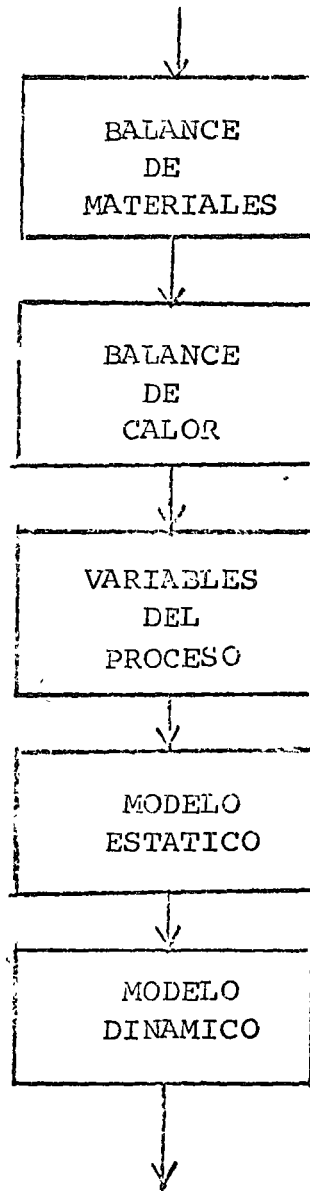 BALANCE
DE
MATERIALES
BALANCE
DE
CALOR
VARIABLES
DEL
PROCESO
MODELO
ESTATICO
MODELO
DINAMICO